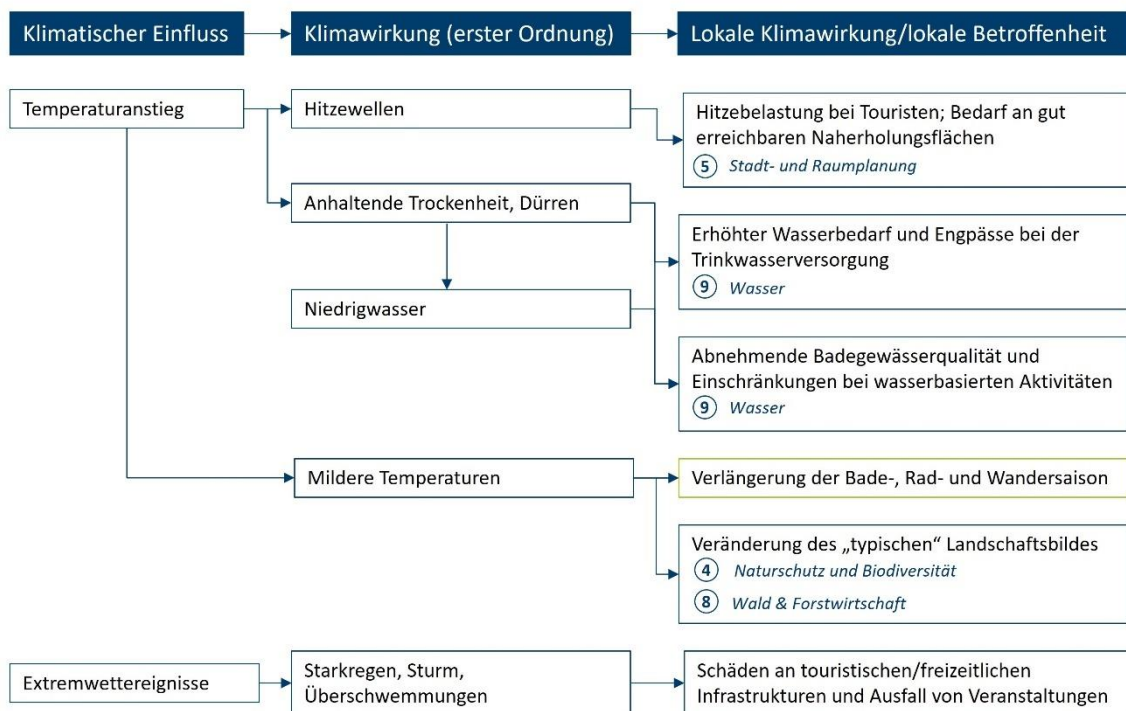 Klimatischer Einfluss
Klimawirkung (erster Ordnung)
Lokale Klimawirkung/lokale Betroffenheit
Temperaturanstieg
Hitzewellen
Hitzebelastung bei Touristen; Bedarf an gut
erreichbaren Naherholungsflächen
5 Stadt- und Raumplanung
Anhaltende Trockenheit, Dürren
Erhöhter Wasserbedarf und Engpässe bei der
Trinkwasserversorgung
9 Wasser
Niedrigwasser
Abnehmende Badegewässerqualität und
Einschränkungen bei wasserbasierten Aktivitäten
9 Wasser
Mildere Temperaturen
Verlängerung der Bade-, Rad- und Wandersaison
Veränderung des „typischen“ Landschaftsbildes
4 Naturschutz und Biodiversität
8 Wald & Forstwirtschaft
Extremwettereignisse
Starkregen, Sturm,
Überschwemmungen
Schäden an touristischen/freizeitlichen
Infrastrukturen und Ausfall von Veranstaltungen